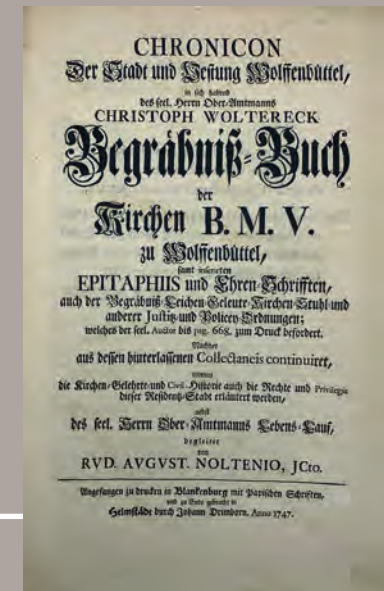 CHRONICON
Der Stadt und Vestung Wolffenbüttel,
in sich haltend
des seel. Herrn Ober-Amtmanns
CHRISTOPH WOLTERECK
Begräbniß-Buch
der
Kirchen B. M. V.
zu Wolffenbüttel,
samt inserirten
EPITAPHIIS und Ehren-Schrifften,
auch der Begräbniß-Leichen-Geleute-Kirchen-Stuhl-und
anderer Justitz-und Policey-Ordnungen;
welches der seel. Auctor bis pag. 668. zum Druck befordert.
Nachher
aus dessen hinterlassenen Collectaneis continuiret,
die Kirchen-Gelehrte-und Civil-Historie auch die Rechte und Privilegia
dieser Residentz-Stadt erläutert werden,
nebst
des seel. Herrn Ober-Amtmanns Lebens-Lauf,
begleitet
von
RVD. AVGVST. NOLTENIO, JCto.
Angefangen zu drucken in Blankenburg mit Parisischen Schriften,
und zu Ende gebracht in
Helmstädt durch Johann Drimborn. Anno 1747.